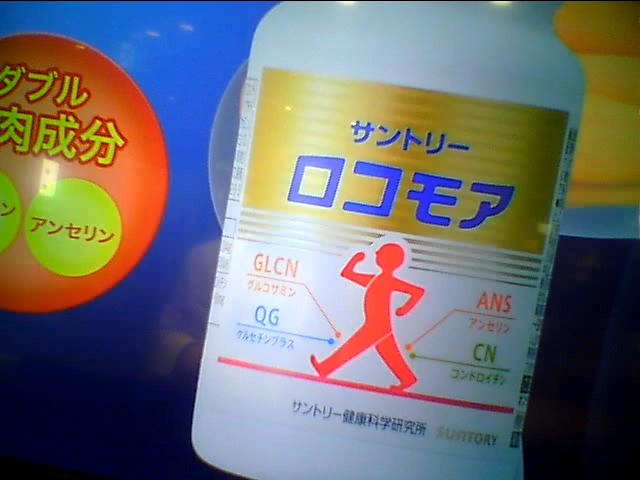 ダブル
肉成分
ン
アンセリン
サントリー
ロコモア
GLCN
グルコサミン
QG
ケルセチンプラス
ANS
アンセリン
CN
コンドロイチン
サントリー健康科学研究所
SUNTORY